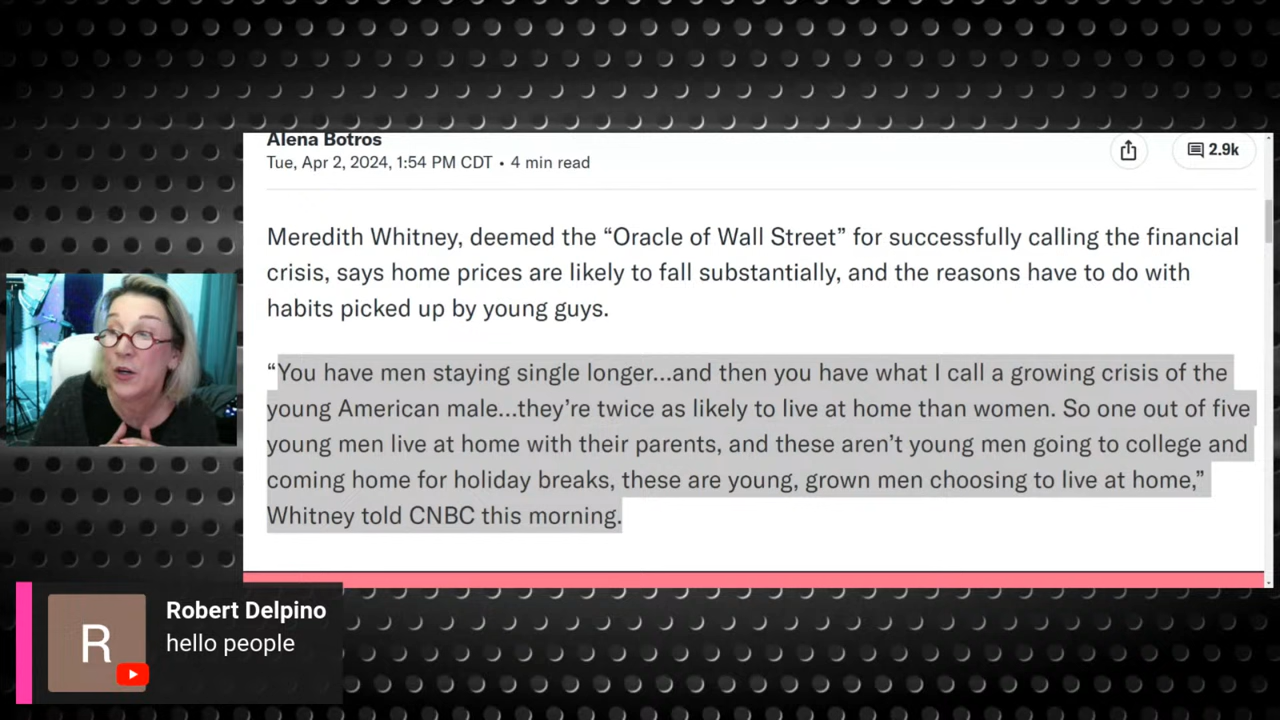 Alena Botros
Tue, Apr 2, 2024, 1:54 PM CDT • 4 min read
2.9k
Meredith Whitney, deemed the “Oracle of Wall Street” for successfully calling the financial
crisis, says home prices are likely to fall substantially, and the reasons have to do with
habits picked up by young guys.
“You have men staying single longer...and then you have what I call a growing crisis of the
young American male...they’re twice as likely to live at home than women. So one out of five
young men live at home with their parents, and these aren’t young men going to college and
coming home for holiday breaks, these are young, grown men choosing to live at home,”
Whitney told CNBC this morning.
R
Robert Delpino
hello people